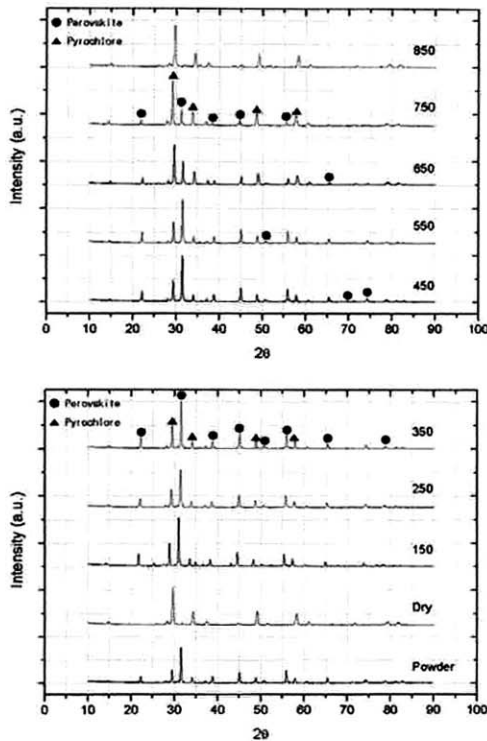 ● Perovskite
▲ Pyrochlore
850
750
650
550
450
Intensity (a.u.)
0 10 20 30 40 50 60 70 80 90 100
2θ
● Perovskite
▲ Pyrochlore
350
250
150
Dry
Powder
Intensity (a.u.)
0 10 20 30 40 50 60 70 80 90 100
2θ